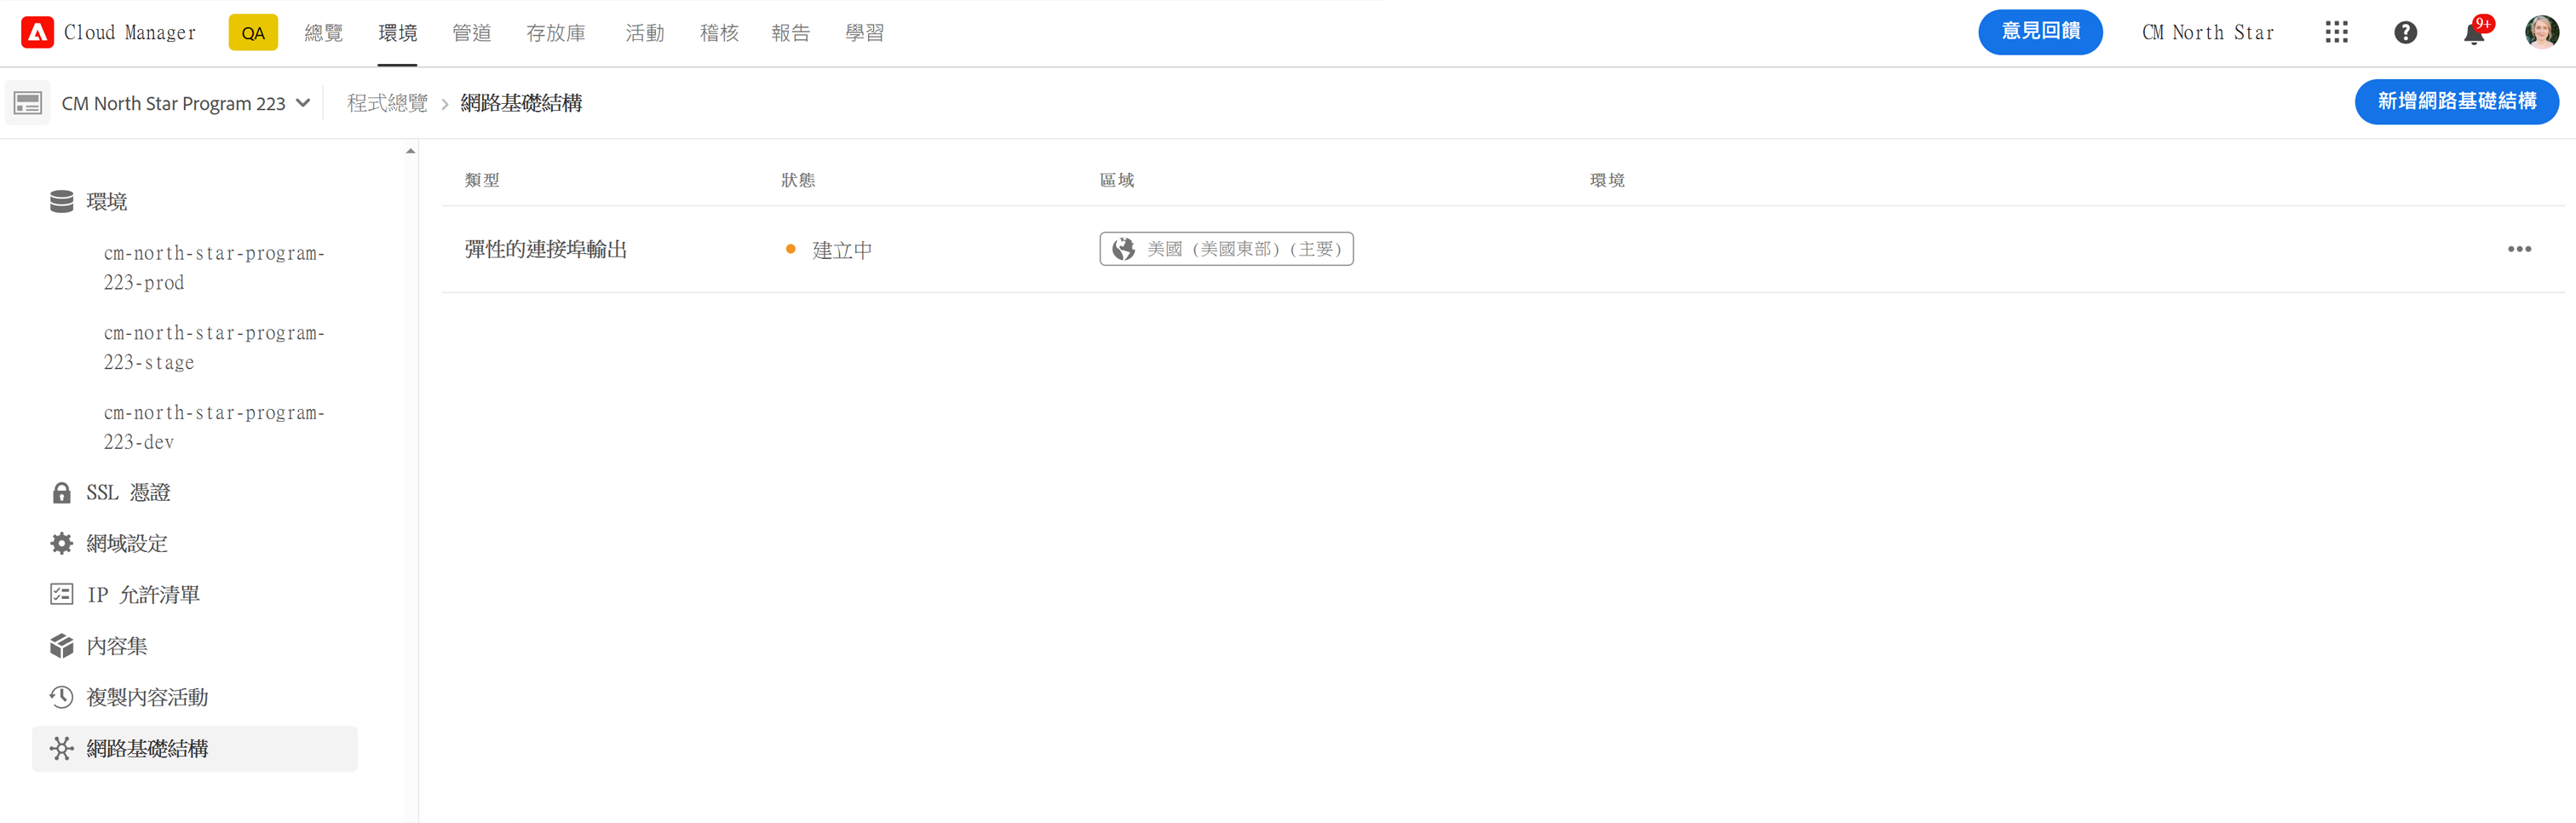 Cloud Manager QA 總覽 環境 管道 存放庫 活動 稽核 報告 學習 意見回饋 CM North Star 9+
CM North Star Program 223 程式總覽 網路基礎結構 新增網路基礎結構
環境
cm-north-star-program-
223-prod
cm-north-star-program-
223-stage
cm-north-star-program-
223-dev
SSL 憑證
網域設定
IP 允許清單
內容集
複製內容活動
網路基礎結構
類型 狀態 區域 環境
彈性的連接埠輸出 建立中 美國 (美國東部) (主要)